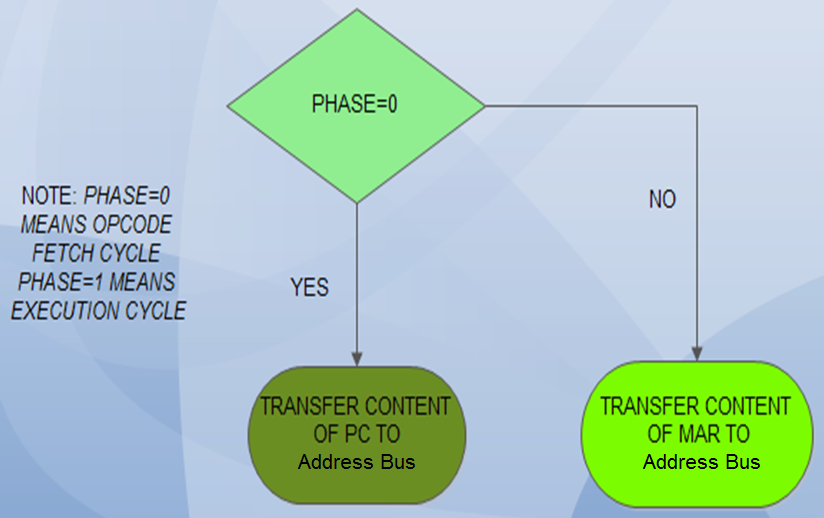 PHASE=0
NO
NOTE: PHASE=0
MEANS OPCODE
FETCH CYCLE
PHASE=1 MEANS
EXECUTION CYCLE
YES
TRANSFER CONTENT
OF PC TO
Address Bus
TRANSFER CONTENT
OF MAR TO
Address Bus